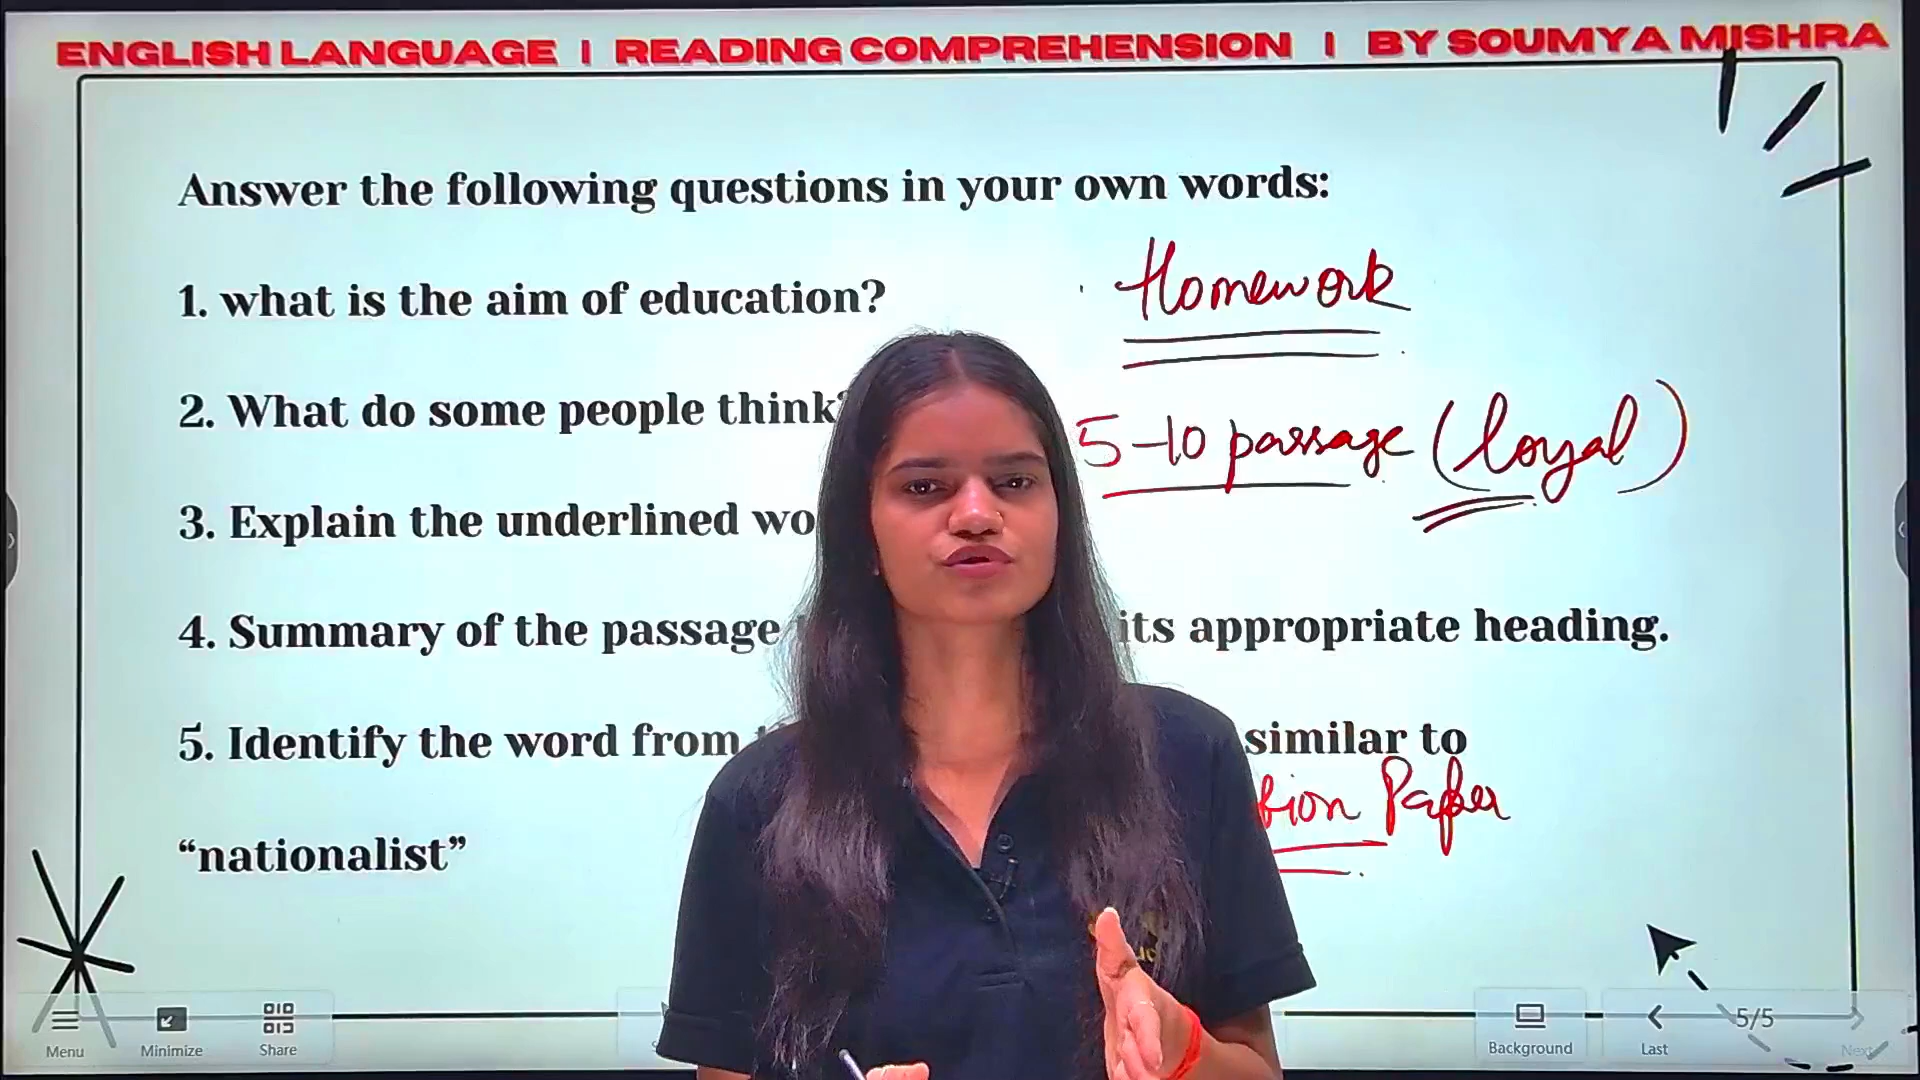 ENGLISH LANGUAGE | READING COMPREHENSION | BY SOUMYA MISHRA
Answer the following questions in your own words:
1. what is the aim of education?
Homework
2. What do some people think?
5-10 passage (loyal)
3. Explain the underlined
4. Summary of the passage its appropriate heading.
5. Identify the word from similar to
Paper
“nationalist”
Menu
Minimize
Share
Background
Last
5/5
Next